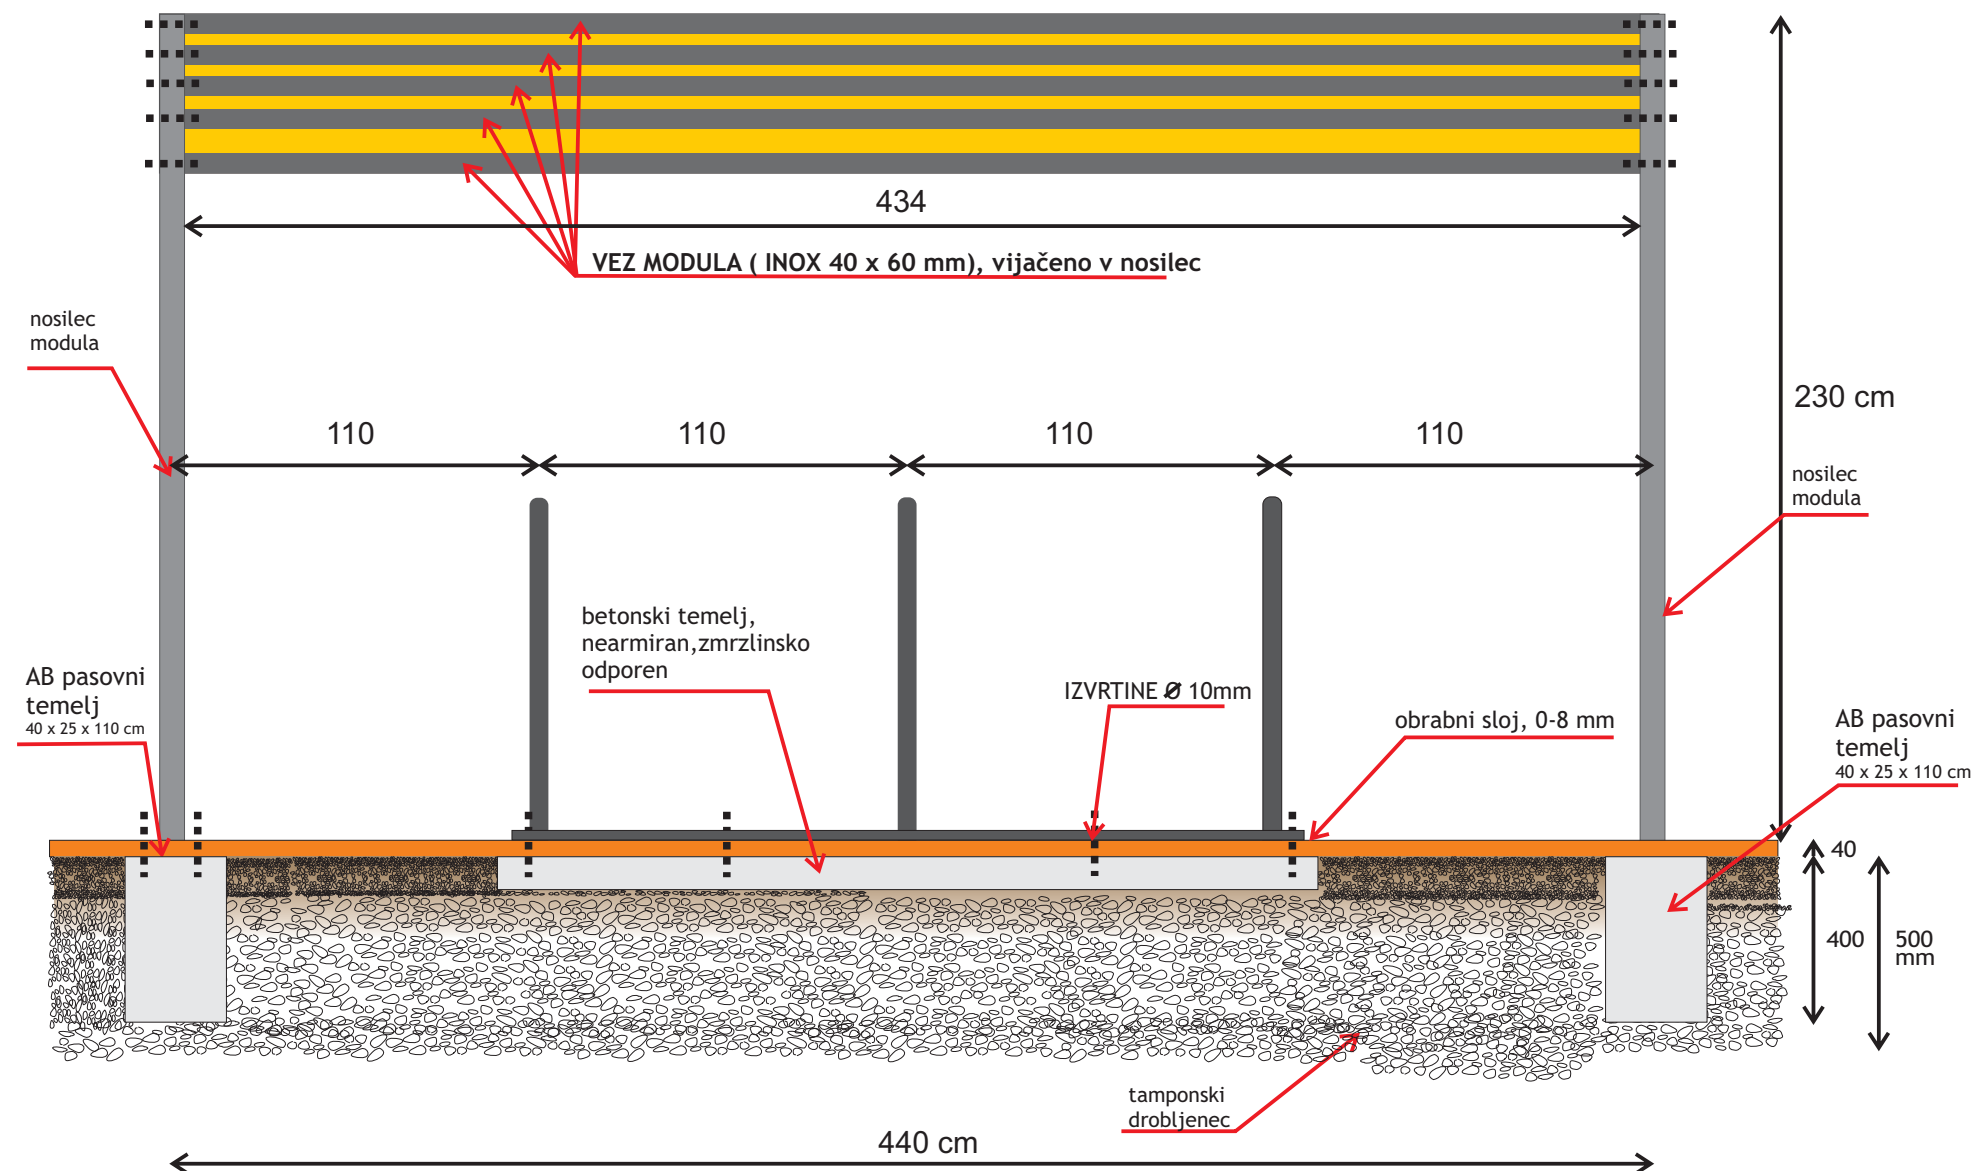 434
VEZ MODULA ( INOX 40 x 60 mm), vijačeno v nosilec
nosilec
modula
230 cm
110
110
110
110
nosilec
modula
betonski temelj,
nearmiran,zmrzlinsko
odporen
AB pasovni
temelj
40 x 25 x 110 cm
IZVRTINE Ø 10mm
obrabni sloj, 0-8 mm
AB pasovni
temelj
40 x 25 x 110 cm
40
400
500
mm
tamponski
drobljenec
440 cm